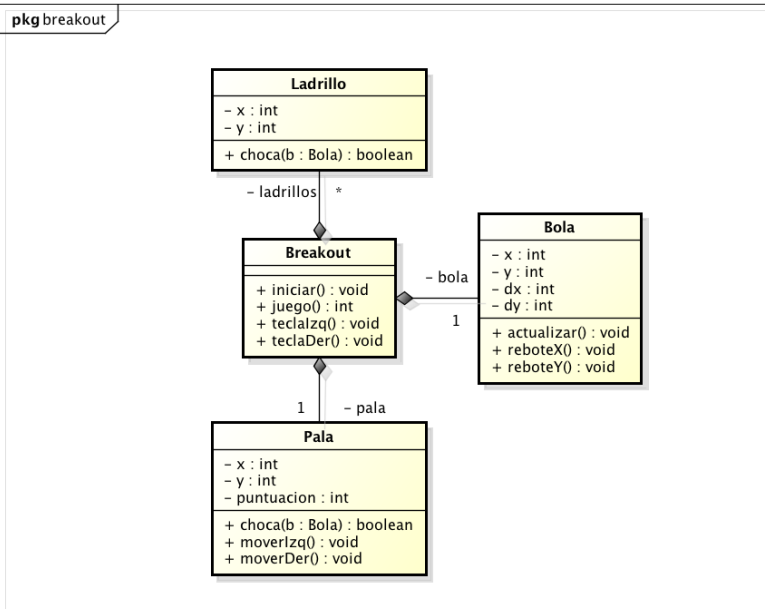 pkg breakout
Ladrillo
- x : int
- y : int
+ choca(b : Bola) : boolean
- ladrillos *
Breakout
+ iniciar() : void
+ juego() : int
+ teclaIzq() : void
+ teclaDer() : void
- bola
1
Bola
- x : int
- y : int
- dx : int
- dy : int
+ actualizar() : void
+ reboteX() : void
+ reboteY() : void
1 - pala
Pala
- x : int
- y : int
- puntuacion : int
+ choca(b : Bola) : boolean
+ moverIzq() : void
+ moverDer() : void